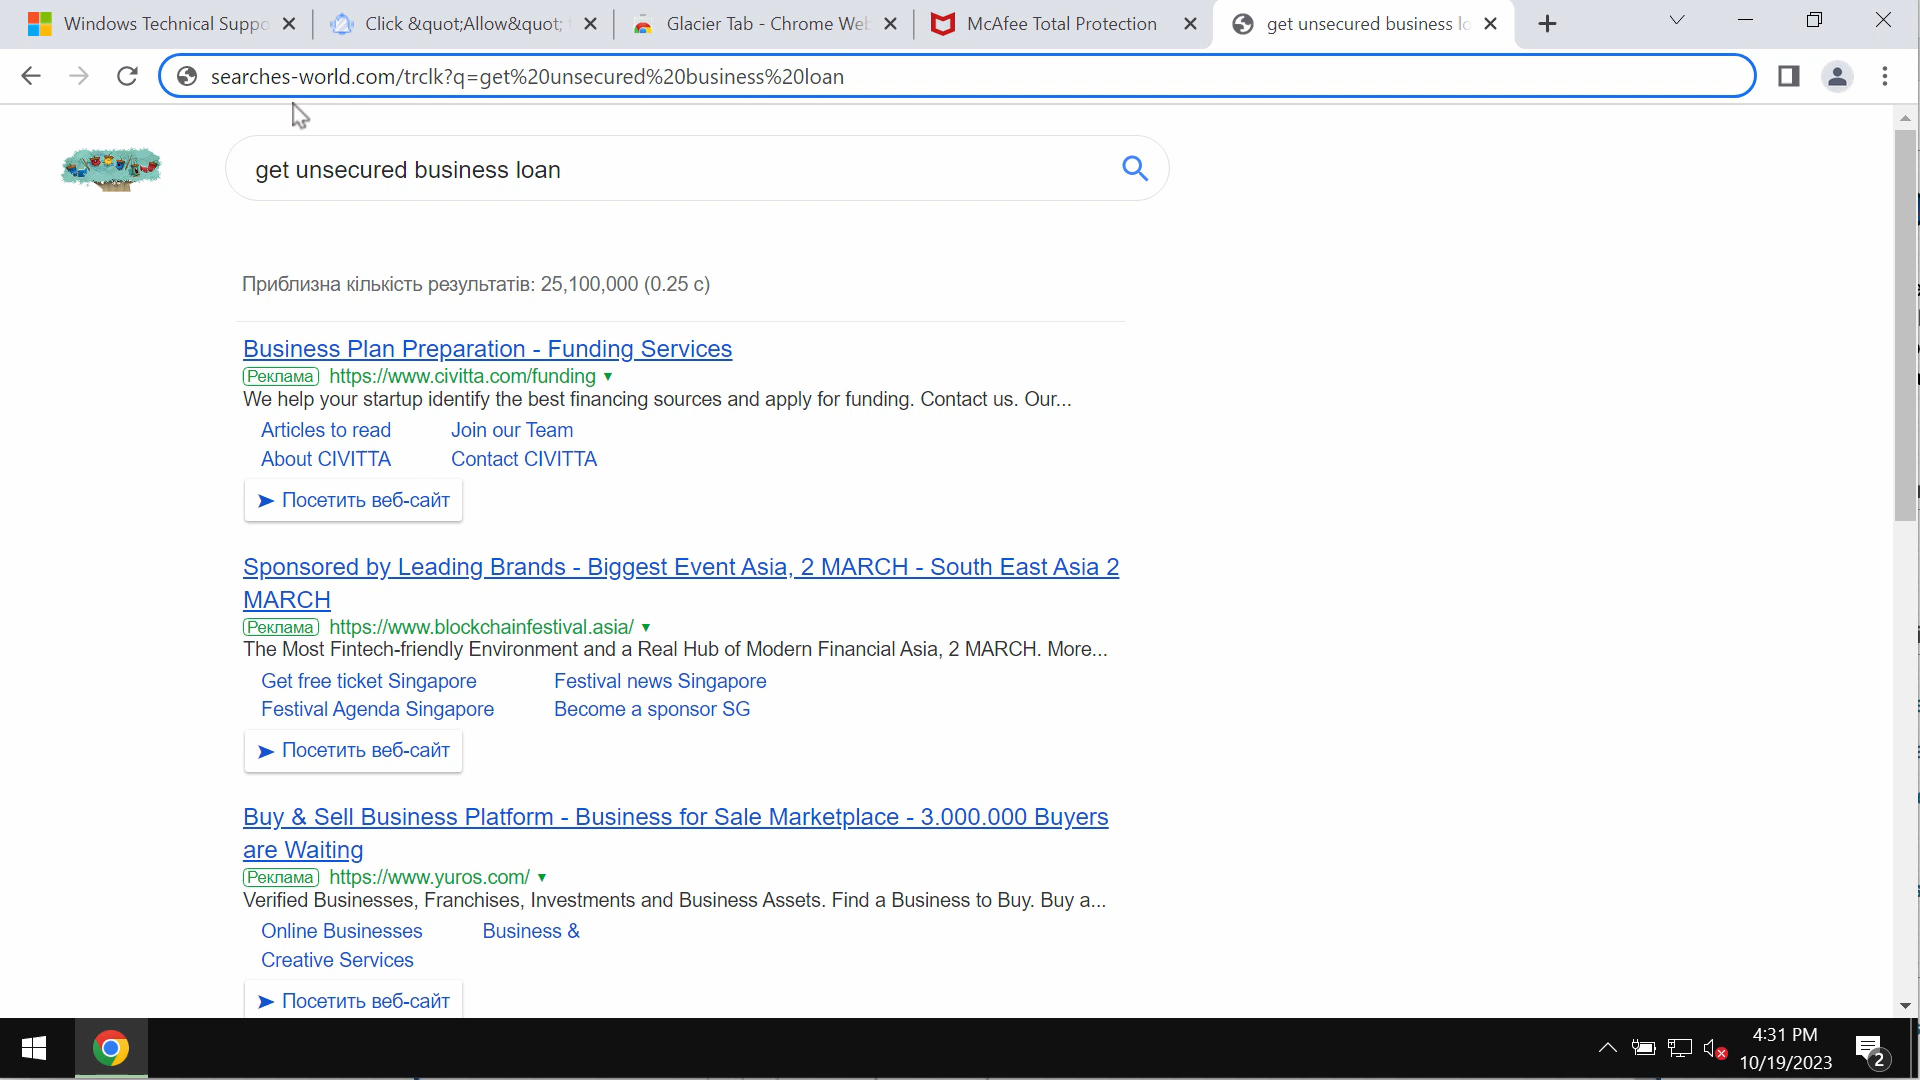 Windows Technical Suppo
Click &quot;Allow&quot;
Glacier Tab - Chrome Web
McAfee Total Protection
get unsecured business lo
searches-world.com/trclk?q=get%20unsecured%20business%20loan
get unsecured business loan
Приблизна кількість результатів: 25,100,000 (0.25 с)
Business Plan Preparation - Funding Services
Реклама https://www.civitta.com/funding
We help your startup identify the best financing sources and apply for funding. Contact us. Our...
Articles to read Join our Team
About CIVITTA Contact CIVITTA
Посетить веб-сайт
Sponsored by Leading Brands - Biggest Event Asia, 2 MARCH - South East Asia 2
MARCH
Реклама https://www.blockchainfestival.asia/
The Most Fintech-friendly Environment and a Real Hub of Modern Financial Asia, 2 MARCH. More...
Get free ticket Singapore Festival news Singapore
Festival Agenda Singapore Become a sponsor SG
Посетить веб-сайт
Buy & Sell Business Platform - Business for Sale Marketplace - 3.000.000 Buyers
are Waiting
Реклама https://www.yuros.com/
Verified Businesses, Franchises, Investments and Business Assets. Find a Business to Buy. Buy a...
Online Businesses Business &
Creative Services
Посетить веб-сайт
4:31 PM
10/19/2023
2